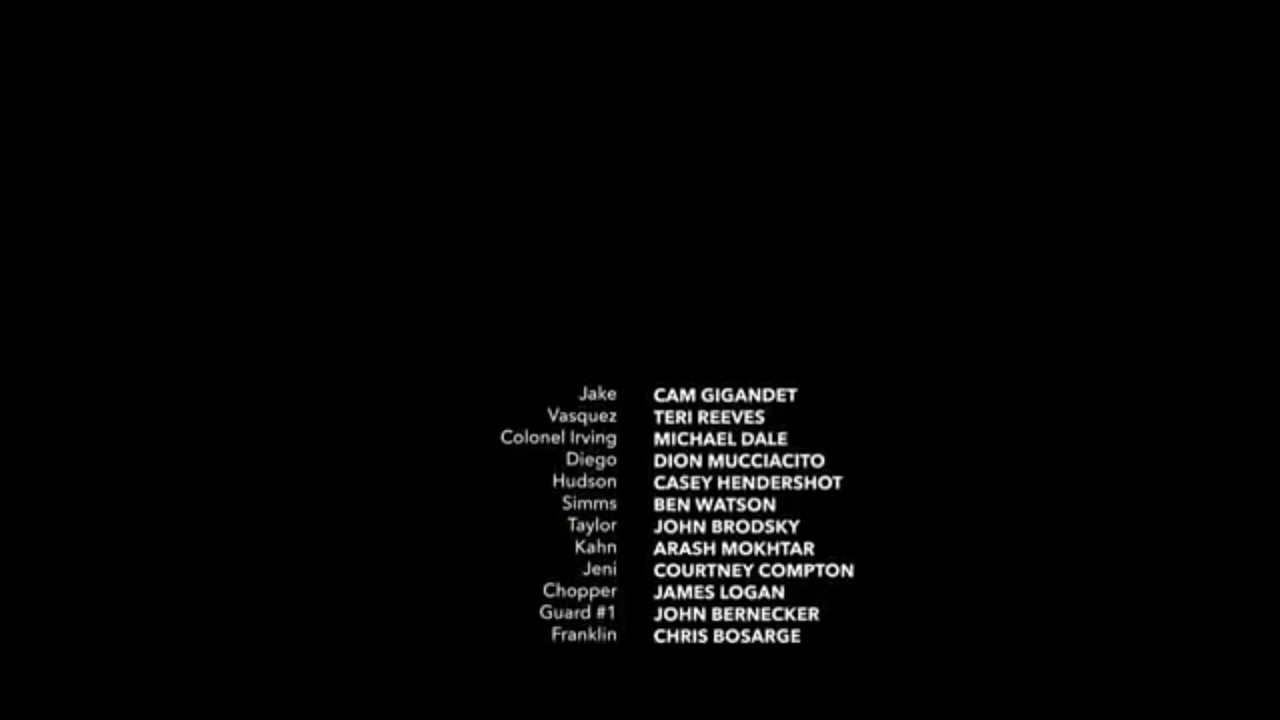 Jake CAM GIGANDET
Vasquez TERI REEVES
Colonel Irving MICHAEL DALE
Diego DION MUCCIACITO
Hudson CASEY HENDERSHOT
Simms BEN WATSON
Taylor JOHN BRODSKY
Kahn ARASH MOKHTAR
Jeni COURTNEY COMPTON
Chopper JAMES LOGAN
Guard #1 JOHN BERNECKER
Franklin CHRIS BOSARGE